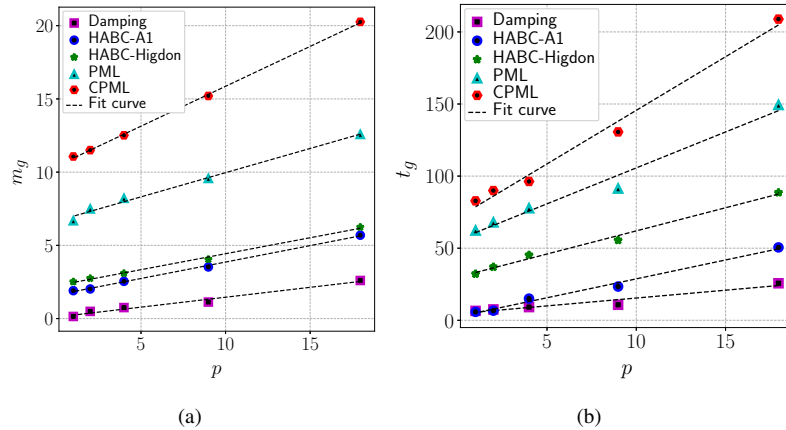 Damping
HABC-A1
HABC-Higdon
PML
CPML
Fit curve
20
15
10
5
0
m_g
5
10
15
p
(a)
Damping
HABC-A1
HABC-Higdon
PML
CPML
Fit curve
200
150
100
50
0
t_g
5
10
15
p
(b)